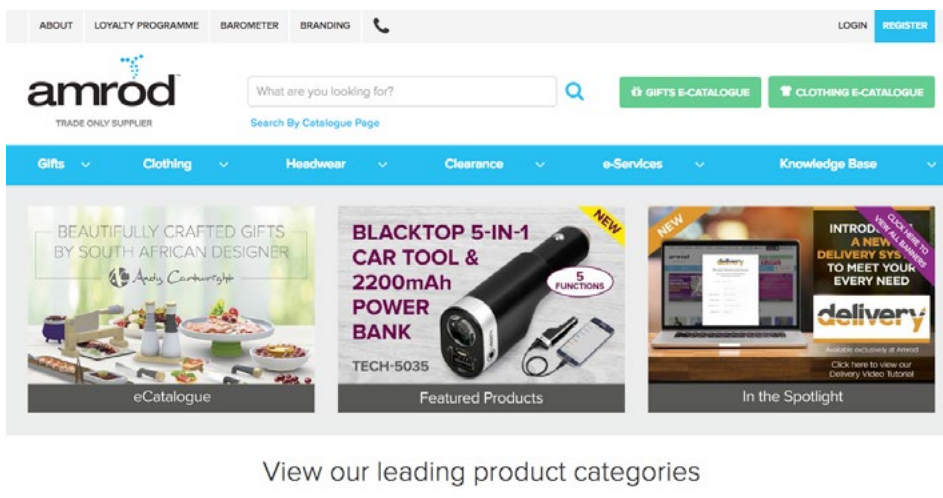 ABOUT LOYALTY PROGRAMME BAROMETER BRANDING
LOGIN REGISTER
amrod
TRADE ONLY SUPPLIER
What are you looking for?
Search By Catalogue Page
GIFTS E-CATALOGUE
CLOTHING E-CATALOGUE
Gifts Clothing Headwear Clearance e-Services Knowledge Base
BEAUTIFULLY CRAFTED GIFTS
BY SOUTH AFRICAN DESIGNER
Andy Cartwright
eCatalogue
BLACKTOP 5-IN-1
CAR TOOL &
2200mAh
POWER
BANK
TECH-5035
NEW
5
FUNCTIONS
Featured Products
NEW
CLICK HERE TO
VIEW ALL BANNERS
INTROD
A NEW
DELIVERY SYS
TO MEET YOUR
EVERY NEED
delivery
delivery
Available exclusively at Amrod
Click here to view our
Delivery Video Tutorial
In the Spotlight
View our leading product categories